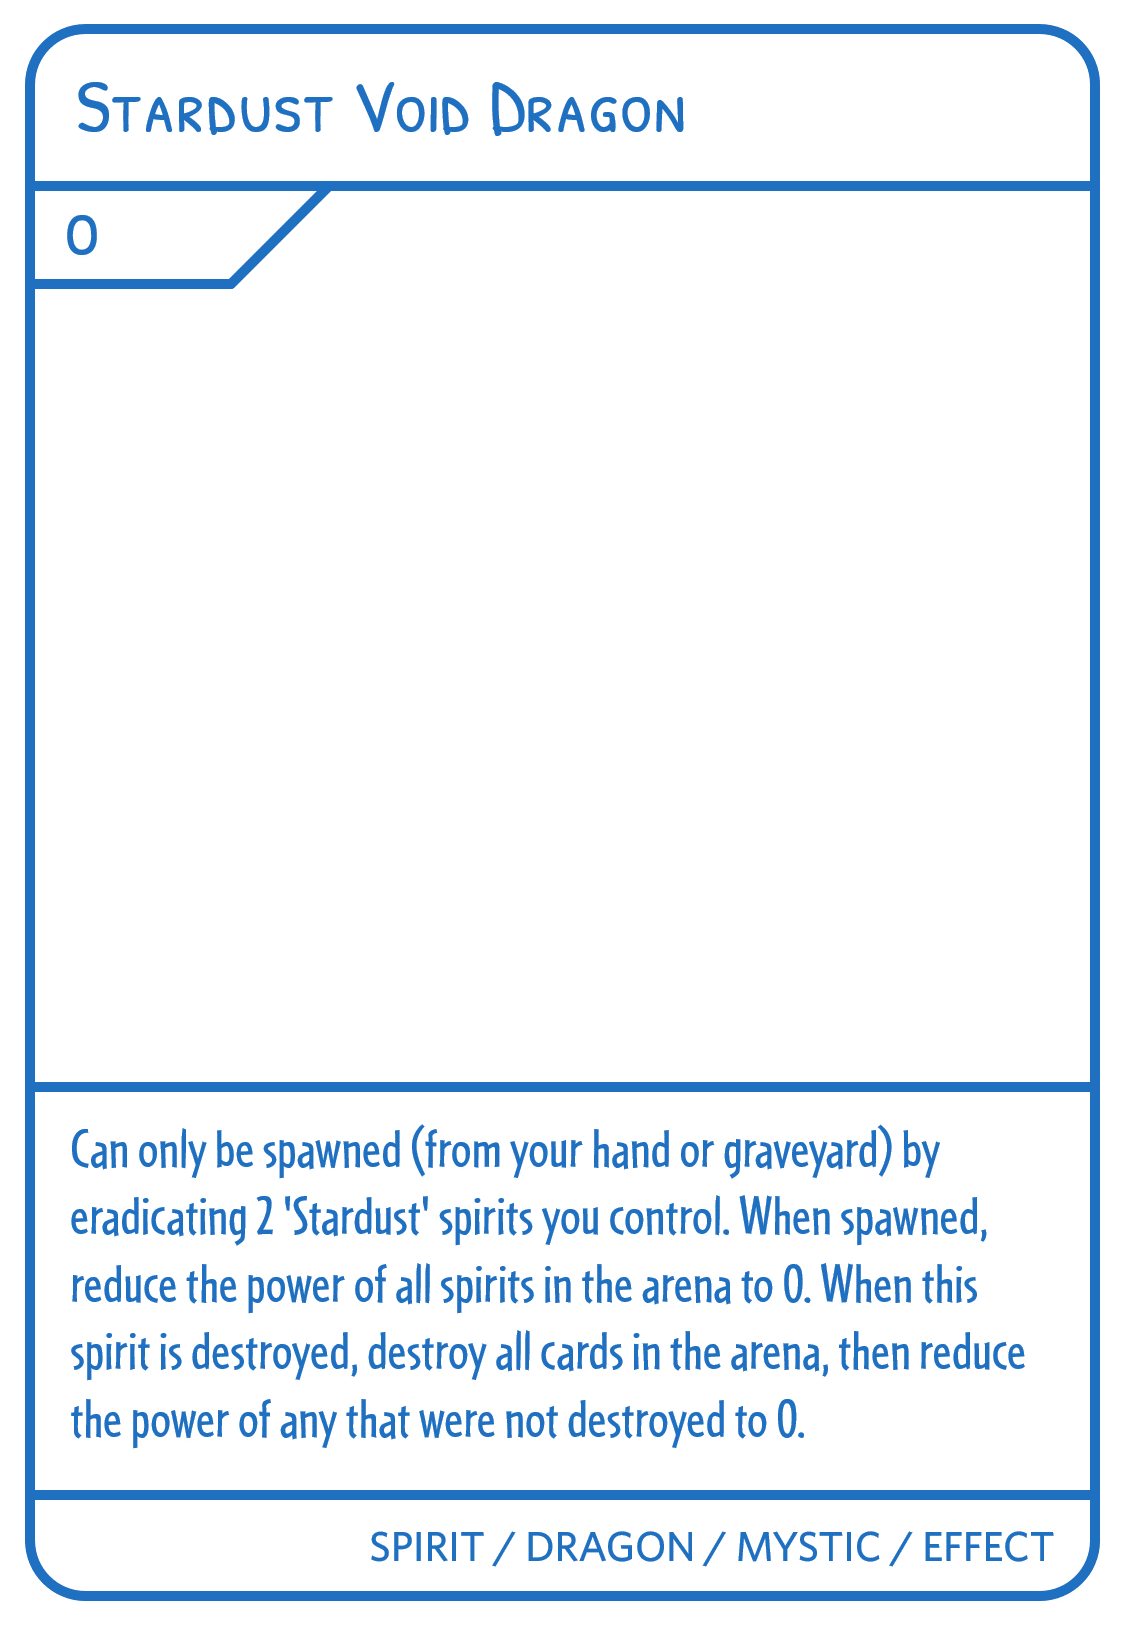 Stardust Void Dragon
0
Can only be spawned (from your hand or graveyard) by
eradicating 2 'Stardust' spirits you control. When spawned,
reduce the power of all spirits in the arena to 0. When this
spirit is destroyed, destroy all cards in the arena, then reduce
the power of any that were not destroyed to 0.
SPIRIT / DRAGON / MYSTIC / EFFECT